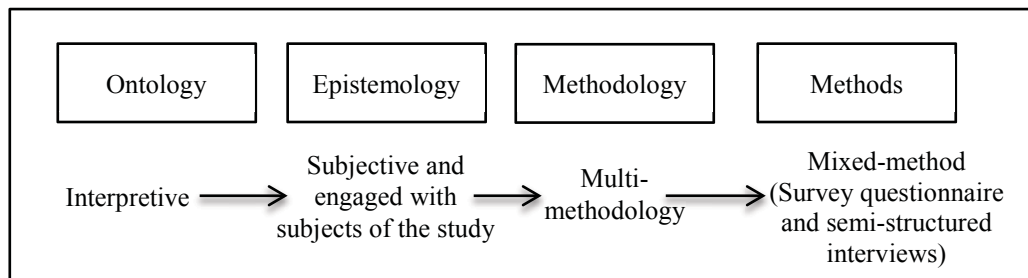 Ontology
Epistemology
Methodology
Methods
Interpretive
Subjective and
engaged with
subjects of the study
Multi-
methodology
Mixed-method
(Survey questionnaire
and semi-structured
interviews)